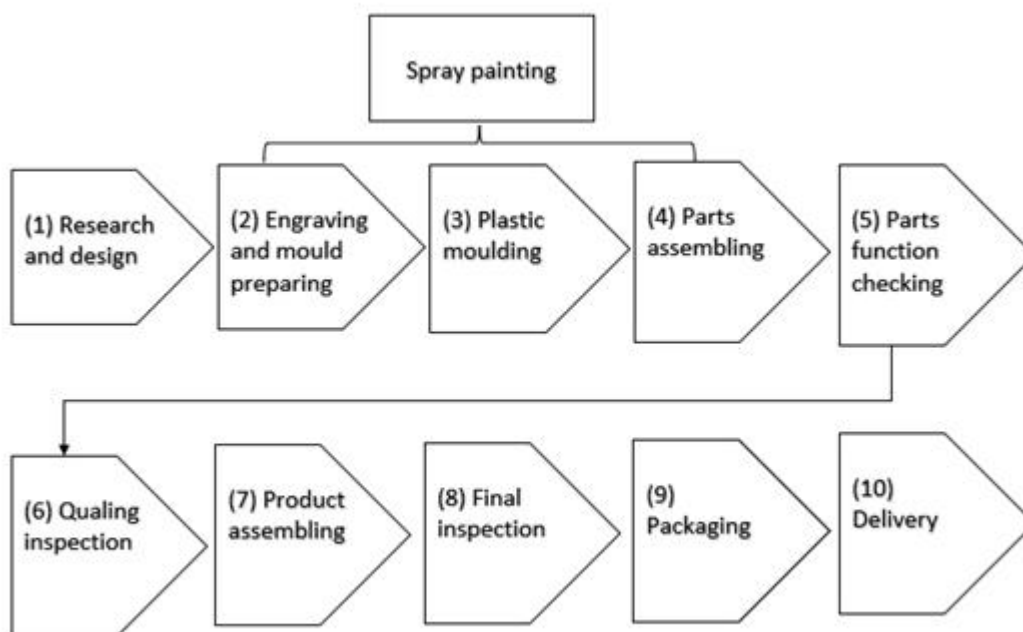 Spray painting
(1) Research
and design
(2) Engraving
and mould
preparing
(3) Plastic
moulding
(4) Parts
assembling
(5) Parts
function
checking
(6) Qualing
inspection
(7) Product
assembling
(8) Final
inspection
(9)
Packaging
(10)
Delivery